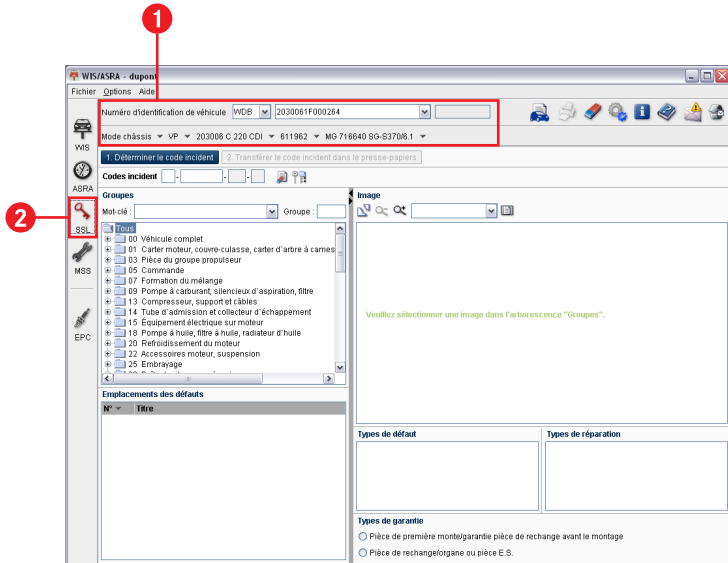 1
WIS/ASRA - dupont
Fichier Options Aide
Numéro d'identification de véhicule WDB 2030061F000264
Mode châssis VP 203006 C 220 CDI 611962 MG 716640 SG-S370/6.1
WIS
1. Déterminer le code incident 2. Transférer le code incident dans le presse-papiers
Codes incident - - -
ASRA
Groupes Image
Mot-clé : Groupe :
2
SSL
Tous
00 Véhicule complet
01 Carter moteur, couvre-culasse, carter d'arbre à cames
03 Pièce du groupe propulseur
05 Commande
MSS
07 Formation du mélange
09 Pompe à carburant, silencieux d'aspiration, filtre
13 Compresseur, support et câbles
14 Tube d'admission et collecteur d'échappement
Veuillez sélectionner une image dans l'arborescence "Groupes".
15 Équipement électrique sur moteur
18 Pompe à huile, filtre à huile, radiateur d'huile
EPC
20 Refroidissement du moteur
22 Accessoires moteur, suspension
25 Embrayage
Emplacements des défauts
N° Titre
Types de défaut Types de réparation
Types de garantie
Pièce de première monte/garantie pièce de rechange avant le montage
Pièce de rechange/organe ou pièce E.S.